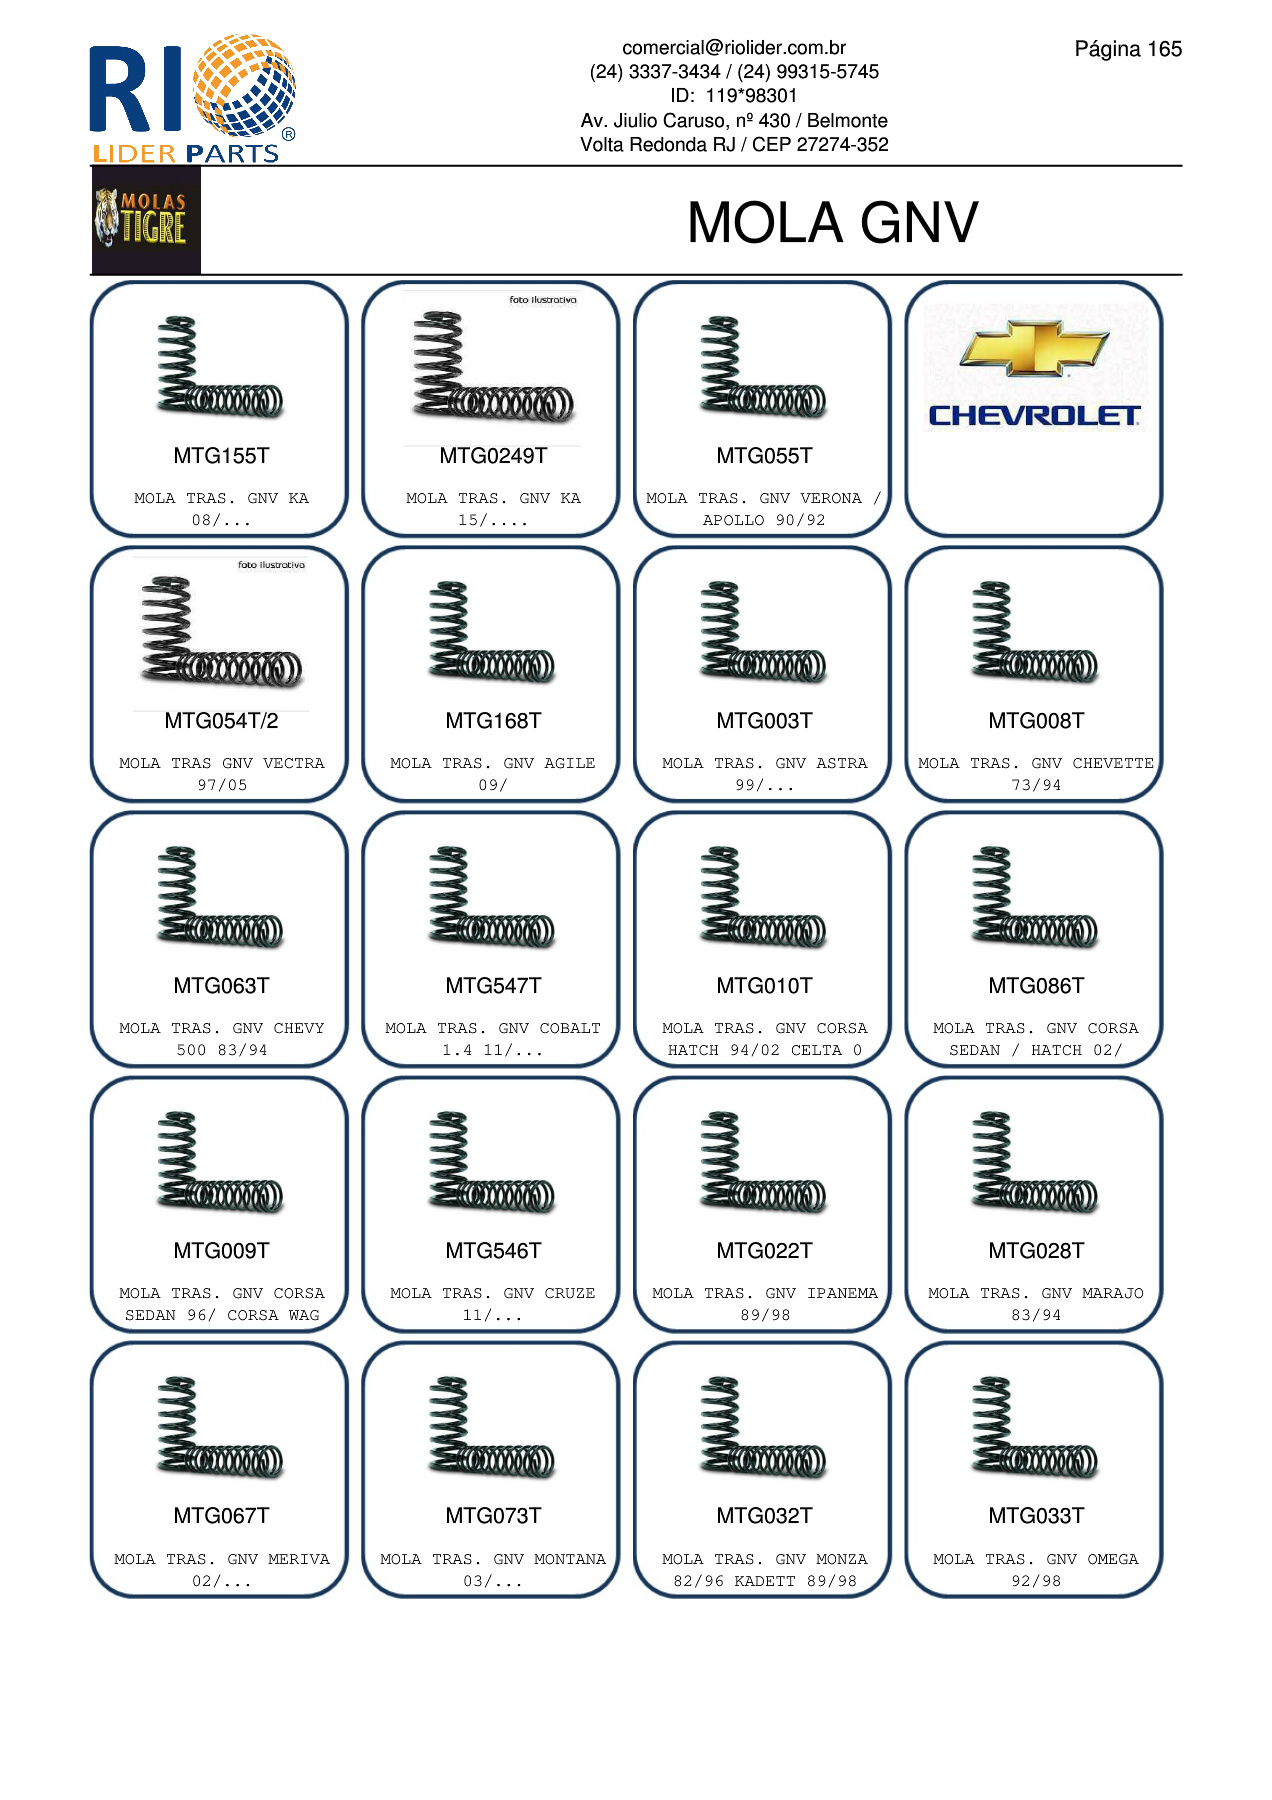 RIO
®
LIDER PARTS
comercial@riolider.com.br
(24) 3337-3434 / (24) 99315-5745
ID: 119*98301
Av. Jiulio Caruso, nº 430 / Belmonte
Volta Redonda RJ / CEP 27274-352
Página 165
MOLAS
TIGRE
MOLA GNV
MTG155T
MOLA TRAS. GNV KA
08/...
foto ilustrativa
MTG0249T
MOLA TRAS. GNV KA
15/....
MTG055T
MOLA TRAS. GNV VERONA /
APOLLO 90/92
CHEVROLET
foto ilustrativa
MTG054T/2
MOLA TRAS GNV VECTRA
97/05
MTG168T
MOLA TRAS. GNV AGILE
09/
MTG003T
MOLA TRAS. GNV ASTRA
99/...
MTG008T
MOLA TRAS. GNV CHEVETTE
73/94
MTG063T
MOLA TRAS. GNV CHEVY
500 83/94
MTG547T
MOLA TRAS. GNV COBALT
1.4 11/...
MTG010T
MOLA TRAS. GNV CORSA
HATCH 94/02 CELTA 0
MTG086T
MOLA TRAS. GNV CORSA
SEDAN / HATCH 02/
MTG009T
MOLA TRAS. GNV CORSA
SEDAN 96/ CORSA WAG
MTG546T
MOLA TRAS. GNV CRUZE
11/...
MTG022T
MOLA TRAS. GNV IPANEMA
89/98
MTG028T
MOLA TRAS. GNV MARAJO
83/94
MTG067T
MOLA TRAS. GNV MERIVA
02/...
MTG073T
MOLA TRAS. GNV MONTANA
03/...
MTG032T
MOLA TRAS. GNV MONZA
82/96 KADETT 89/98
MTG033T
MOLA TRAS. GNV OMEGA
92/98